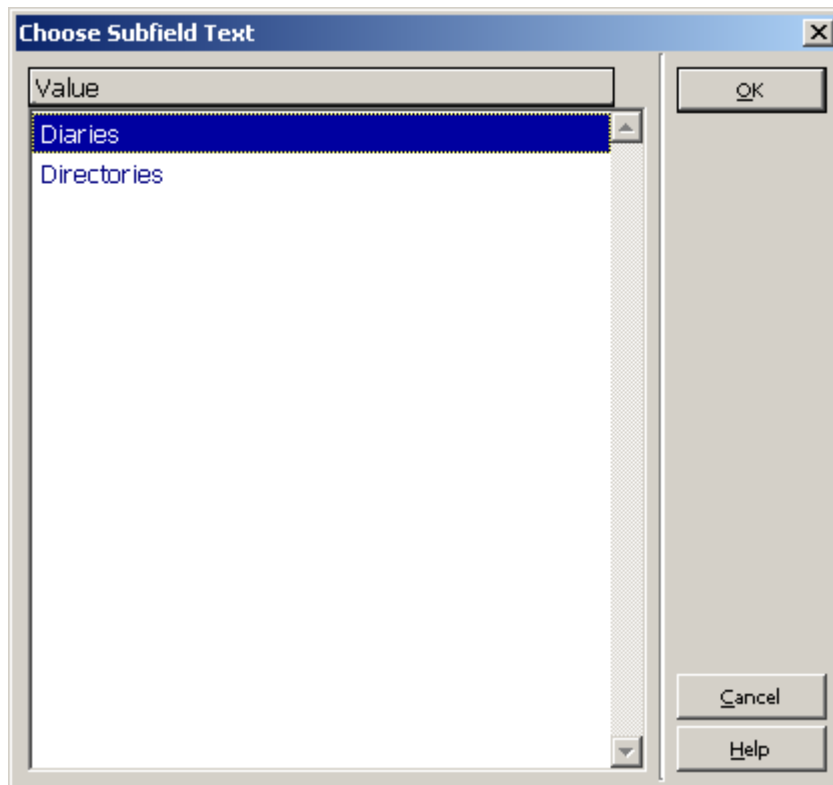 Choose Subfield Text
Value
OK
Diaries
Directories
Cancel
Help